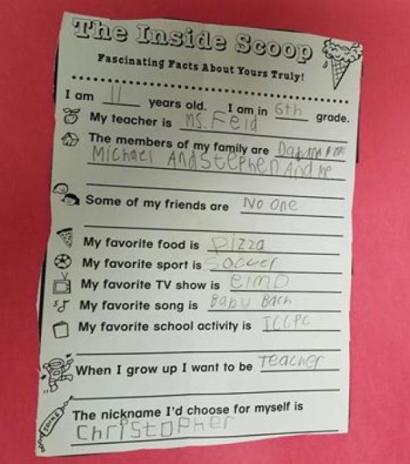 The Inside Scoop
Fascinating Facts About Yours Truly!
I am 11 years old. I am in 6th grade.
My teacher is Ms. Feld
The members of my family are
Michael And Stephen And me
Some of my friends are No one
My favorite food is Pizza
My favorite sport is Soccer
My favorite TV show is elmo
My favorite song is Baby Bach
My favorite school activity is
When I grow up I want to be Teacher
The nickname I'd choose for myself is
Christopher